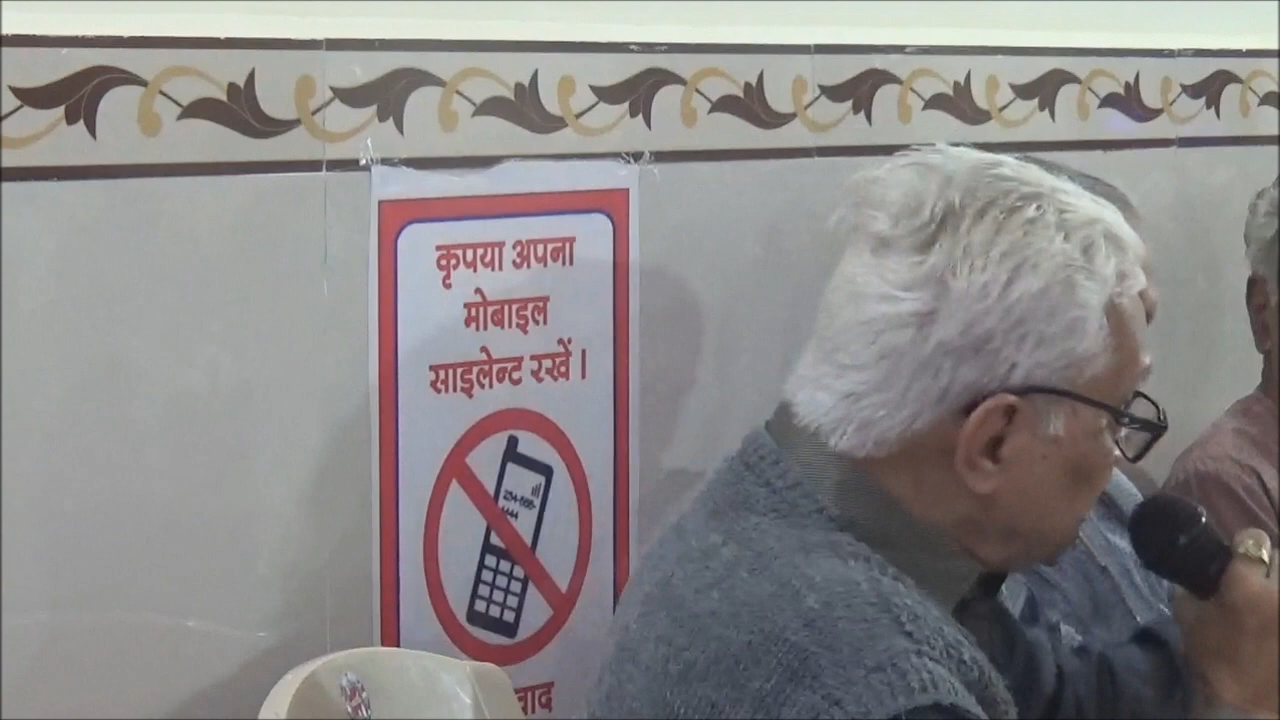 कृपया अपना
मोबाइल
साइलेन्ट रखें।